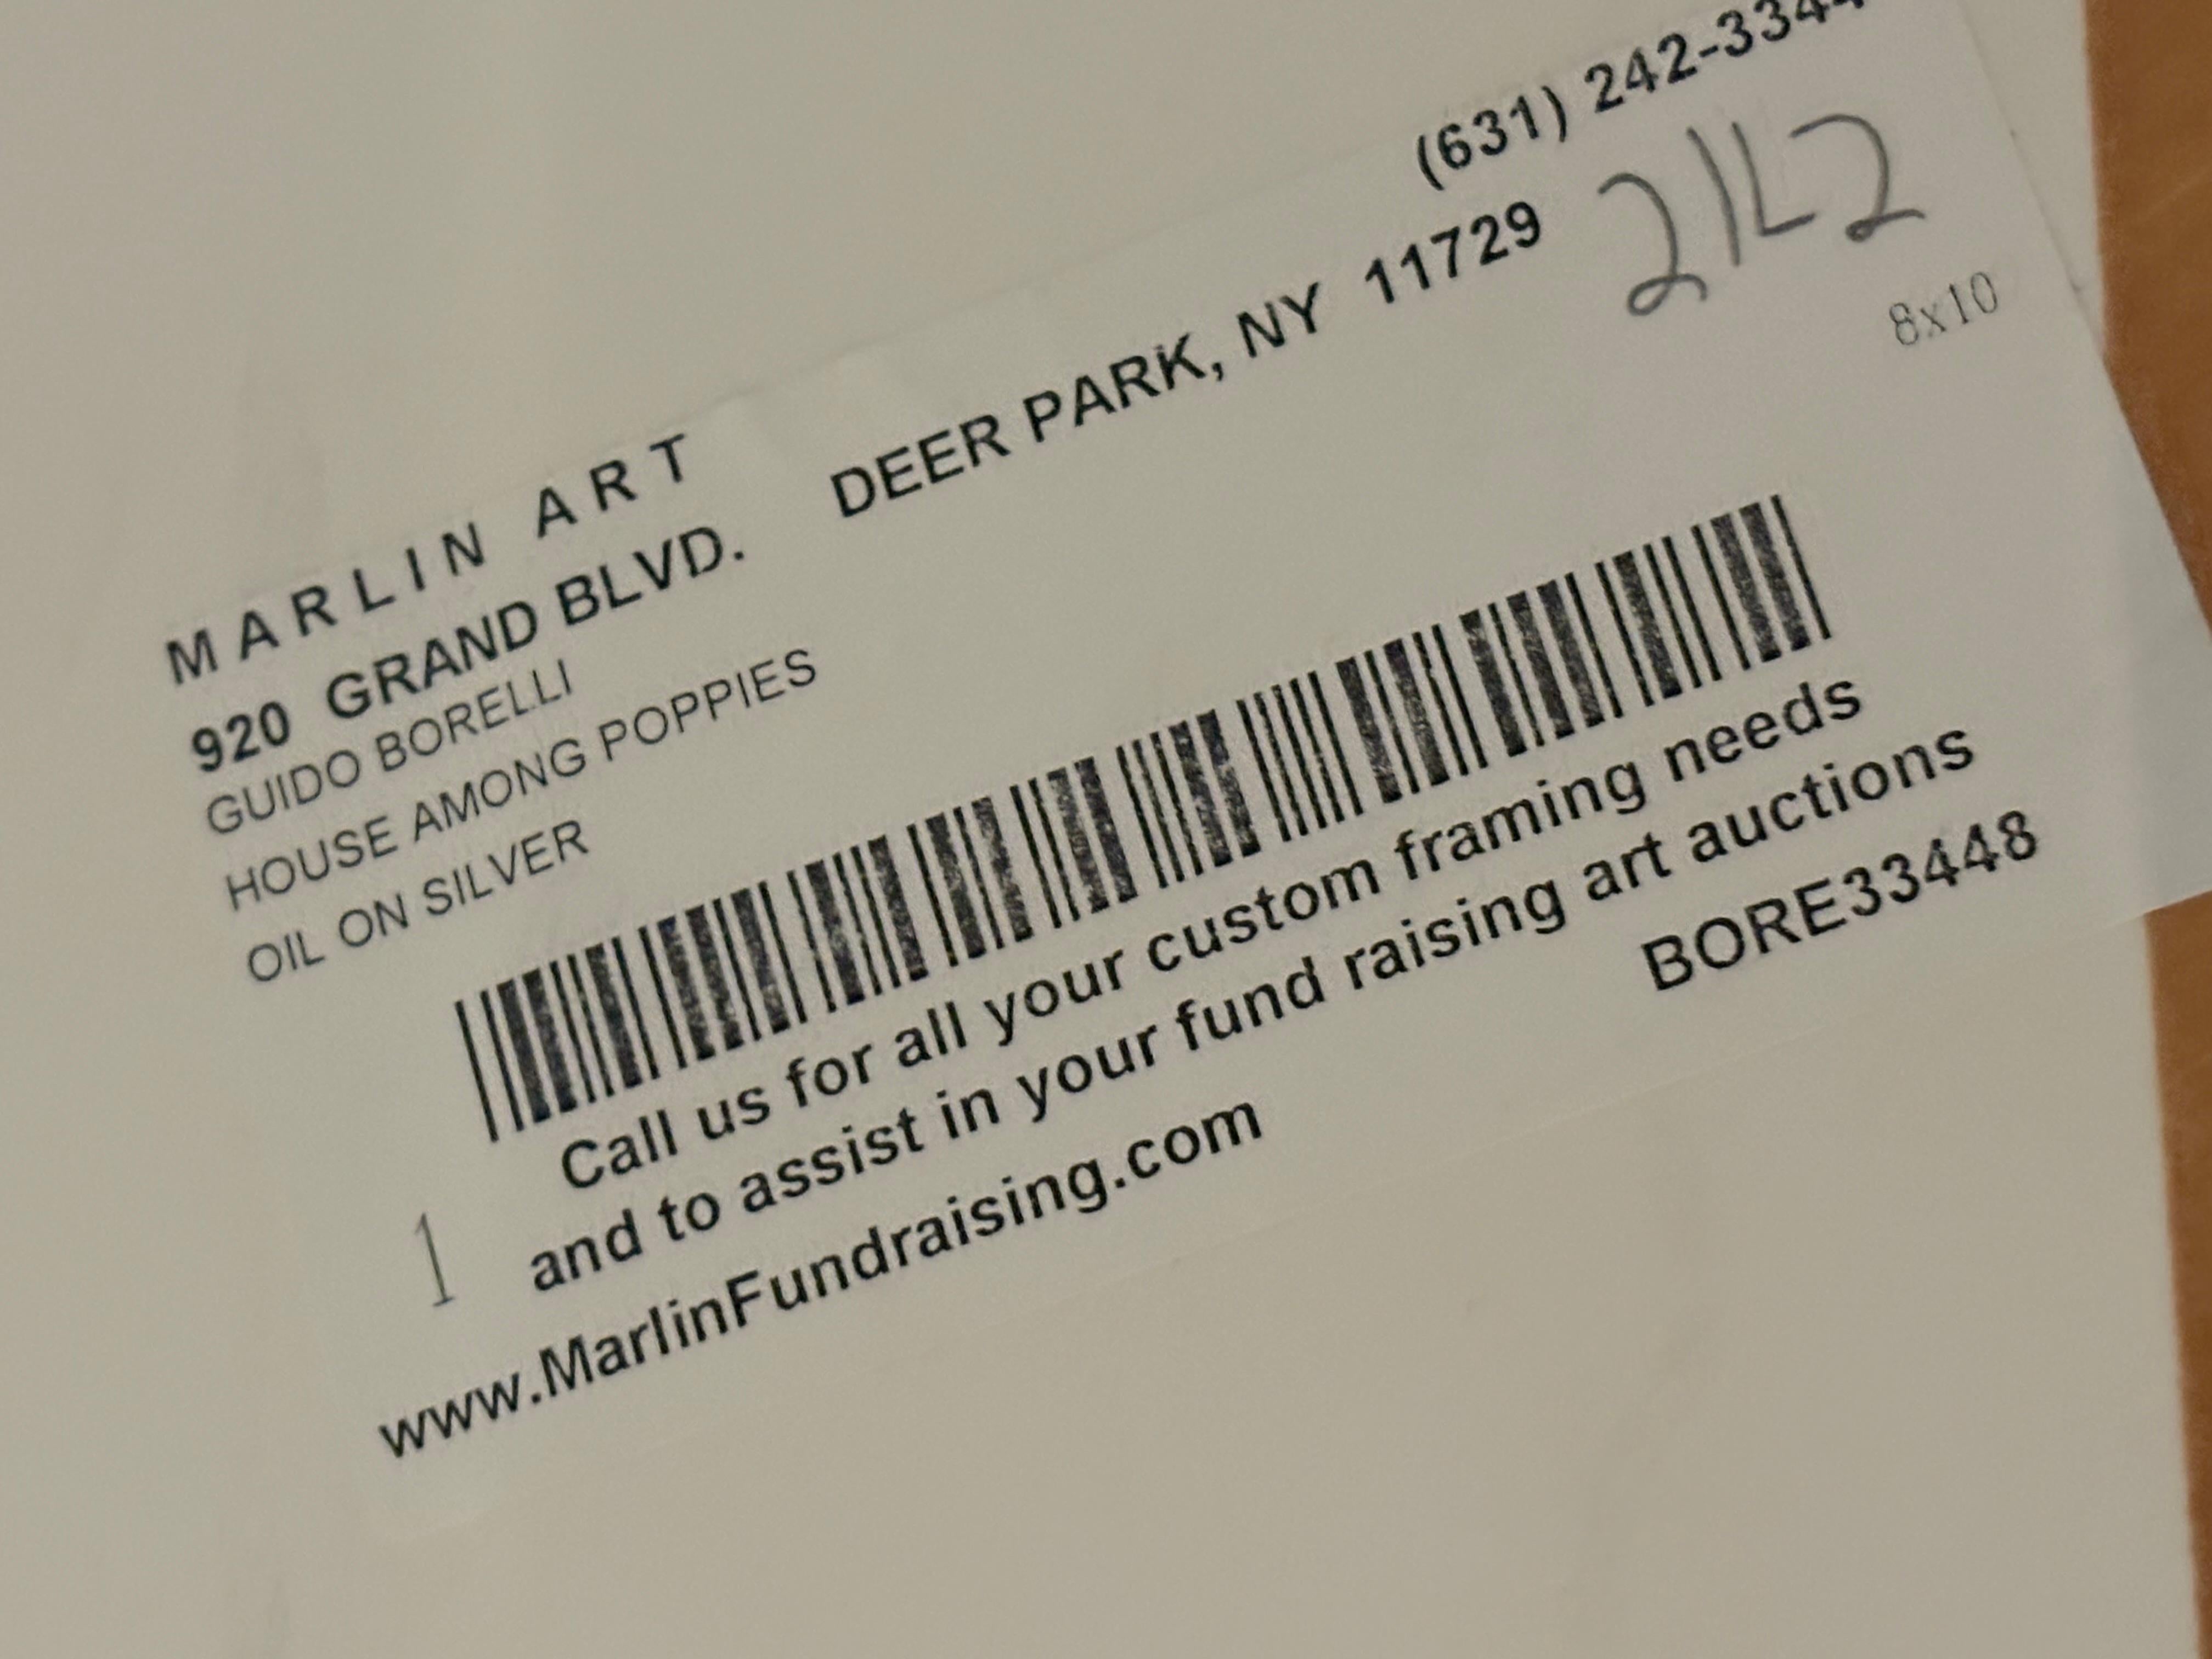 (631) 242-3344
MARLIN ART
920 GRAND BLVD. DEER PARK, NY 11729
GUIDO BORELLI
HOUSE AMONG POPPIES
OIL ON SILVER
8x10
Call us for all your custom framing needs
and to assist in your fund raising art auctions
1
www.MarlinFundraising.com
BORE33448